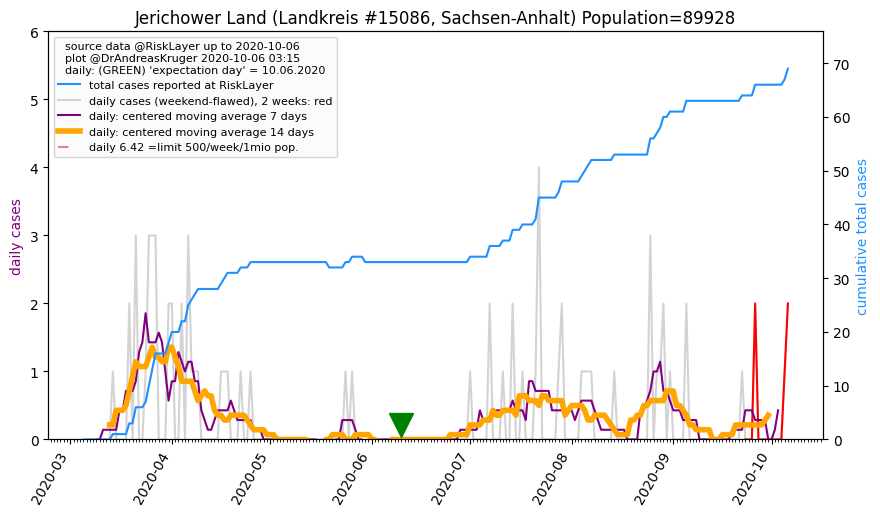 Jerichower Land (Landkreis #15086, Sachsen-Anhalt) Population=89928
source data @RiskLayer up to 2020-10-06
plot @DrAndreasKruger 2020-10-06 03:15
daily: (GREEN) 'expectation day' = 10.06.2020
total cases reported at RiskLayer
daily cases (weekend-flawed), 2 weeks: red
daily: centered moving average 7 days
daily: centered moving average 14 days
daily 6.42 =limit 500/week/1mio pop.
daily cases
6
5
4
3
2
1
0
cumulative total cases
70
60
50
40
30
20
10
0
2020-03
2020-04
2020-05
2020-06
2020-07
2020-08
2020-09
2020-10